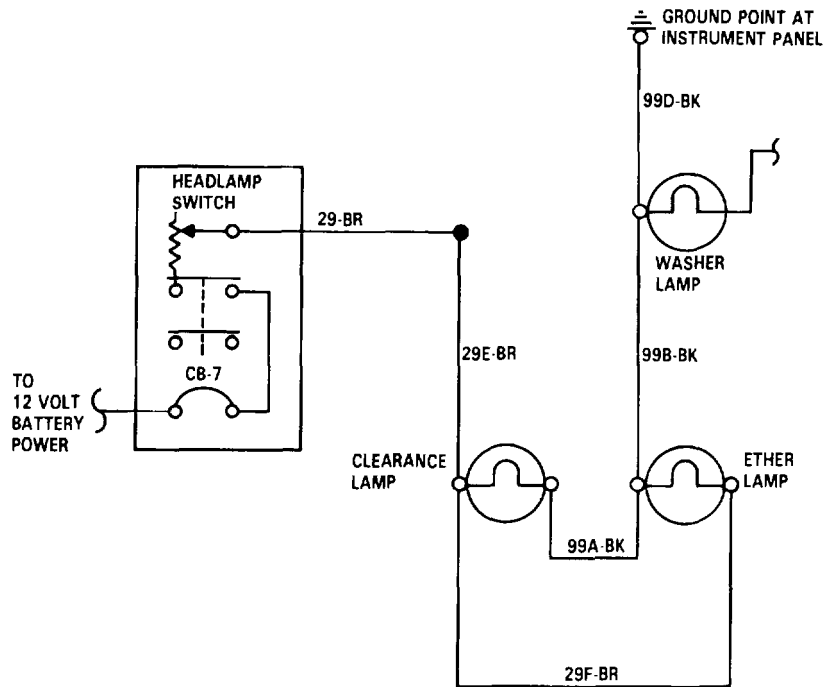 GROUND POINT AT
INSTRUMENT PANEL
99D-BK
HEADLAMP
SWITCH
29-BR
WASHER
LAMP
29E-BR
99B-BK
CB-7
TO
12 VOLT
BATTERY
POWER
CLEARANCE
LAMP
ETHER
LAMP
99A-BK
29F-BR